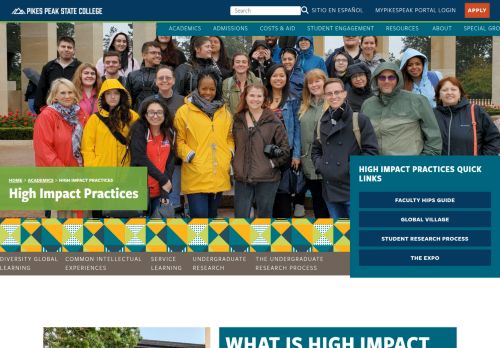 PIKES PEAK STATE COLLEGE
Search
SITIO EN ESPAÑOL
MYPIKESPEAK PORTAL LOGIN
APPLY
ACADEMICS
ADMISSIONS
COSTS & AID
STUDENT ENGAGEMENT
RESOURCES
ABOUT
SPECIAL GRO
HOME > ACADEMICS > HIGH IMPACT PRACTICES
High Impact Practices
HIGH IMPACT PRACTICES QUICK
LINKS
FACULTY HIPS GUIDE
GLOBAL VILLAGE
STUDENT RESEARCH PROCESS
THE EXPO
DIVERSITY GLOBAL
LEARNING
COMMON INTELLECTUAL
EXPERIENCES
SERVICE
LEARNING
UNDERGRADUATE
RESEARCH
THE UNDERGRADUATE
RESEARCH PROCESS
WHAT IS HIGH IMPACT